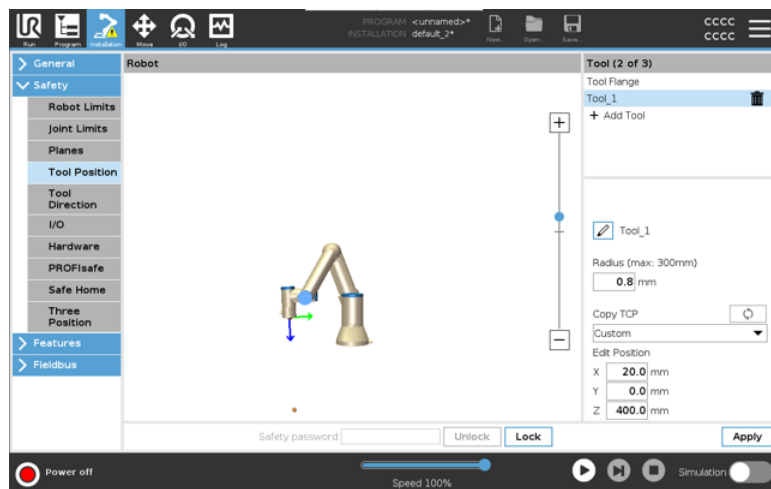 PROGRAM <unnamed>*
INSTALLATION default_2*
CCCC
CCCC
Run
Program
Installation
Move
I/O
Log
New...
Open...
Save...
General
Safety
Robot Limits
Joint Limits
Planes
Tool Position
Tool
Direction
I/O
Hardware
PROFIsafe
Safe Home
Three
Position
Features
Fieldbus
Robot
Tool (2 of 3)
Tool Flange
Tool_1
+ Add Tool
Tool_1
Radius (max: 300mm)
0.8 mm
Copy TCP
Custom
Edit Position
X 20.0 mm
Y 0.0 mm
Z 400.0 mm
Safety password
Unlock
Lock
Apply
Power off
Speed 100%
Simulation